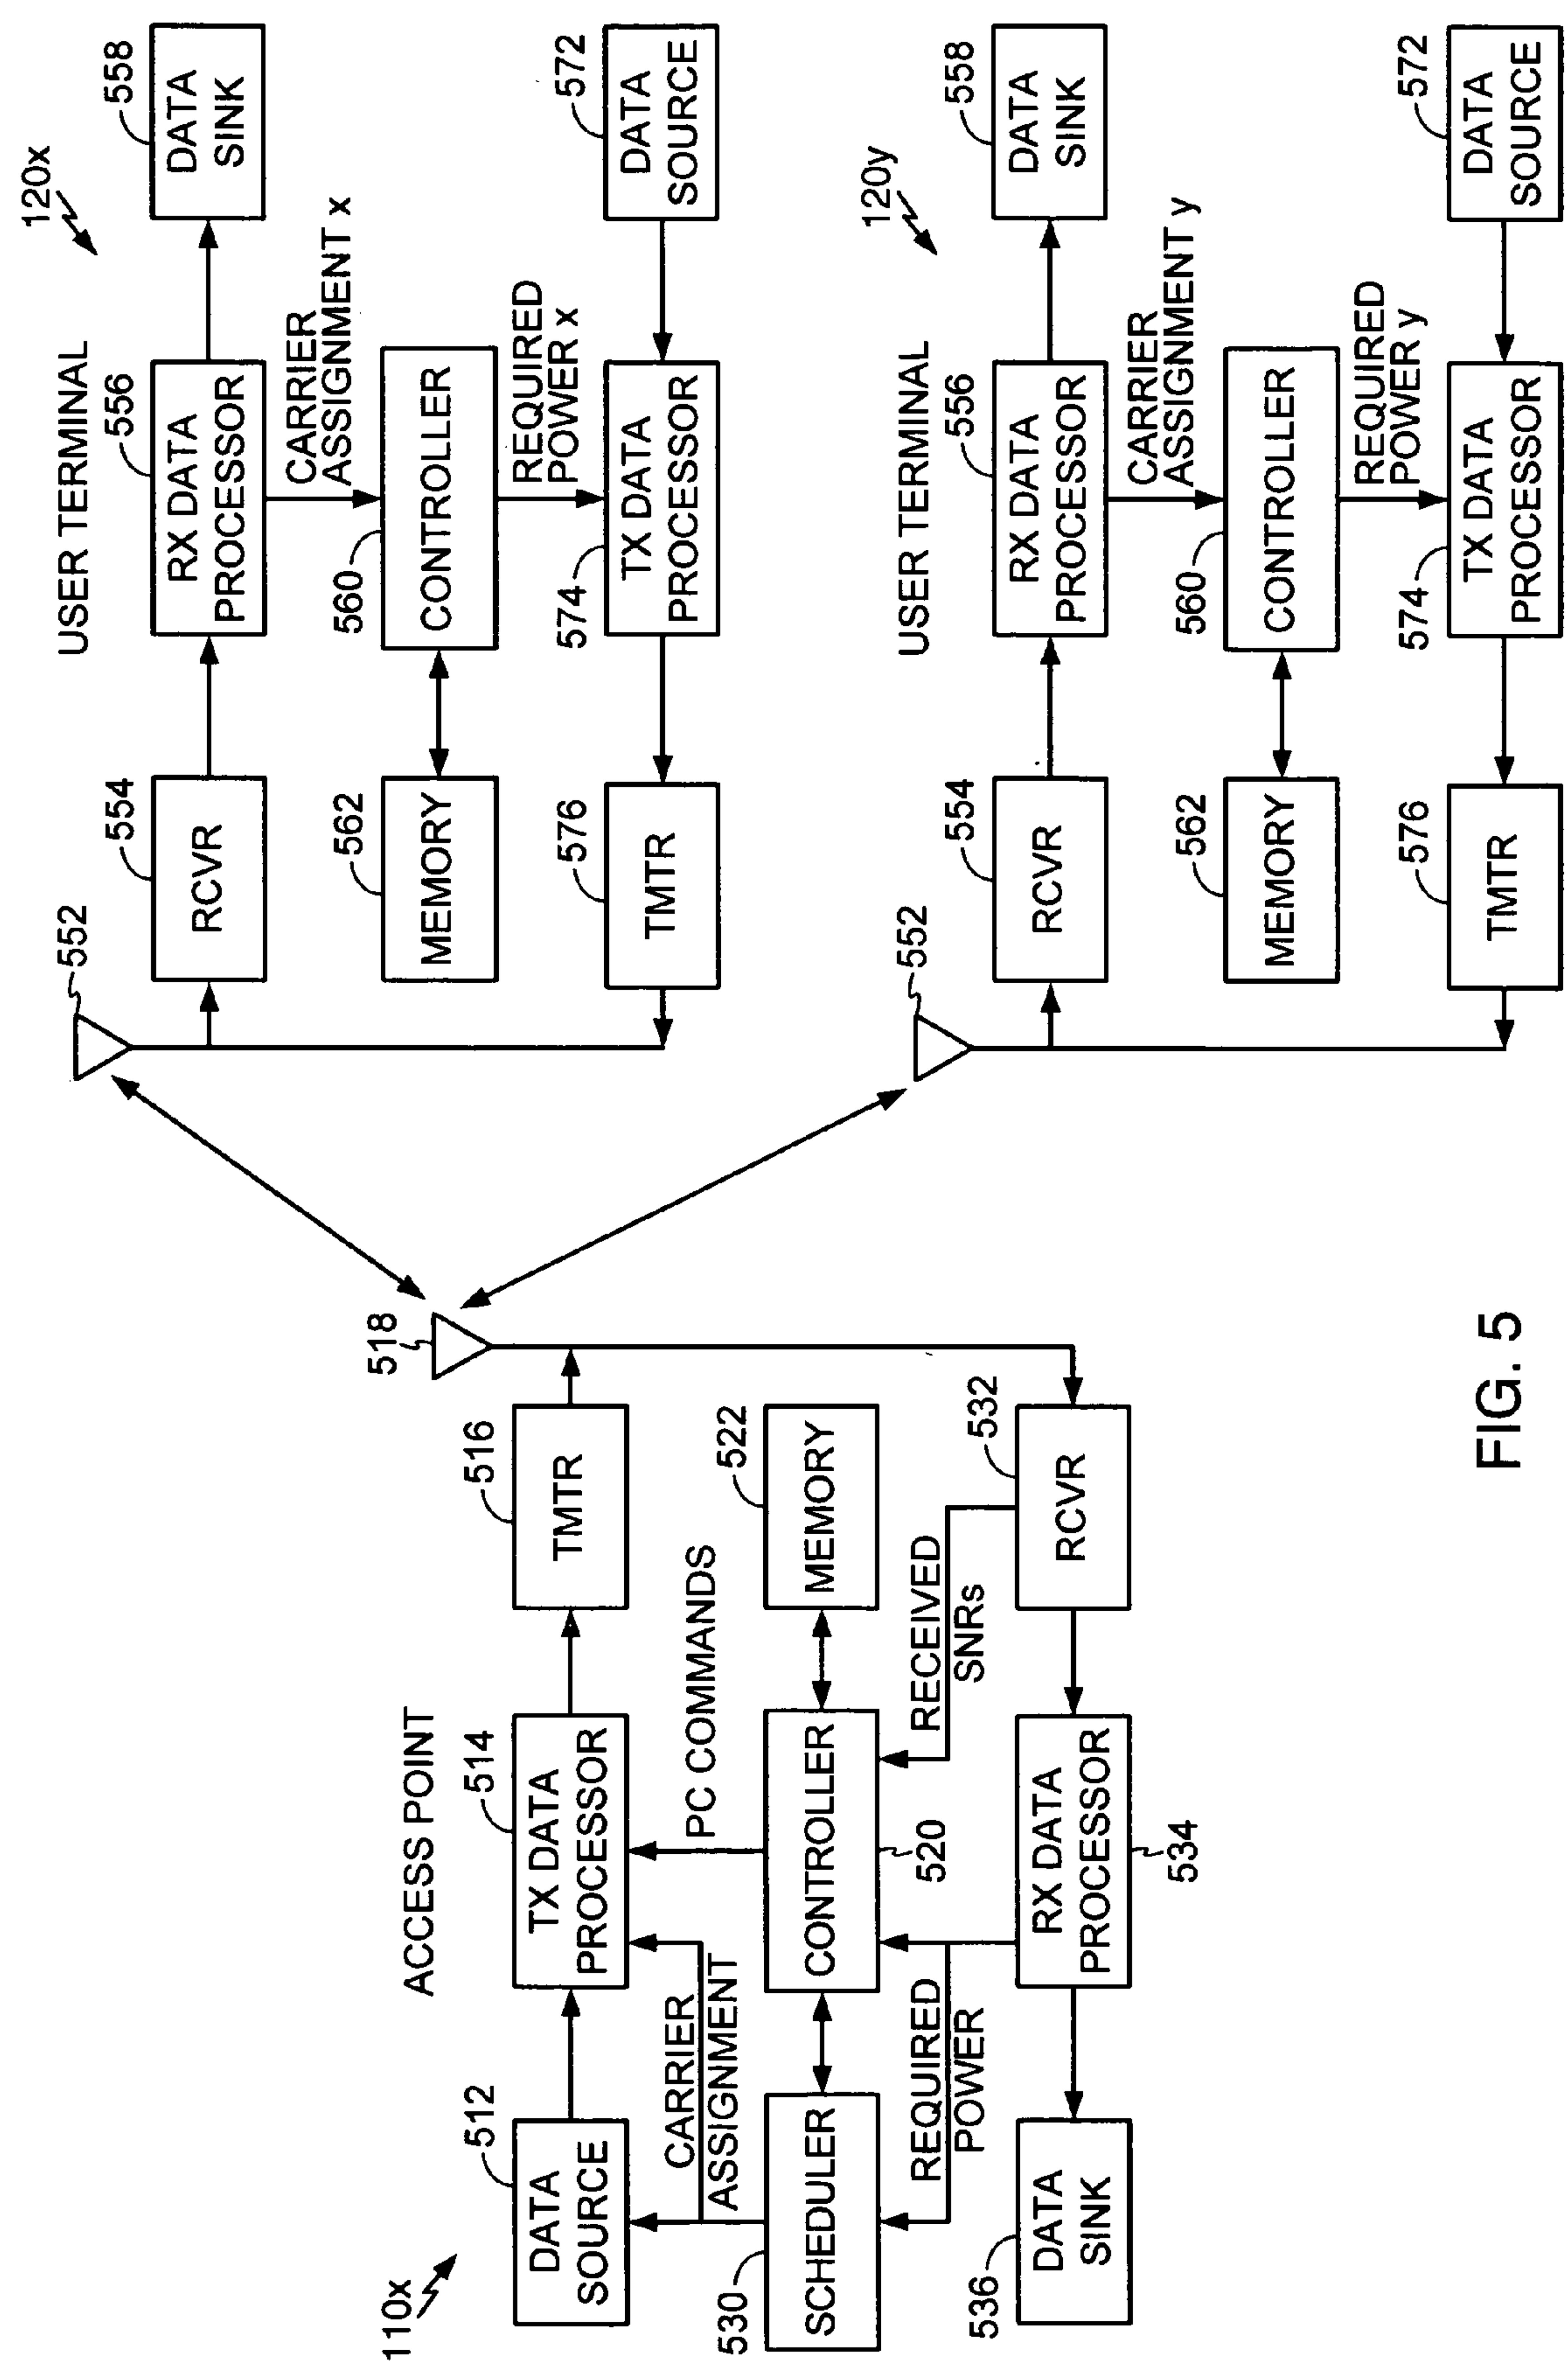 110x
ACCESS POINT
512
DATA
SOURCE
514
TX DATA
PROCESSOR
516
TMTR
518
CARRIER
ASSIGNMENT
PC COMMANDS
530
SCHEDULER
CONTROLLER
520
522
MEMORY
REQUIRED
POWER
RECEIVED
SNRs
536
DATA
SINK
RX DATA
PROCESSOR
534
532
RCVR
USER TERMINAL
120x
552
554
RCVR
556
RX DATA
PROCESSOR
558
DATA
SINK
CARRIER
ASSIGNMENT x
562
MEMORY
560
CONTROLLER
REQUIRED
POWER x
576
TMTR
574
TX DATA
PROCESSOR
572
DATA
SOURCE
USER TERMINAL
120y
552
554
RCVR
556
RX DATA
PROCESSOR
558
DATA
SINK
CARRIER
ASSIGNMENT y
562
MEMORY
560
CONTROLLER
REQUIRED
POWER y
576
TMTR
574
TX DATA
PROCESSOR
572
DATA
SOURCE
FIG. 5